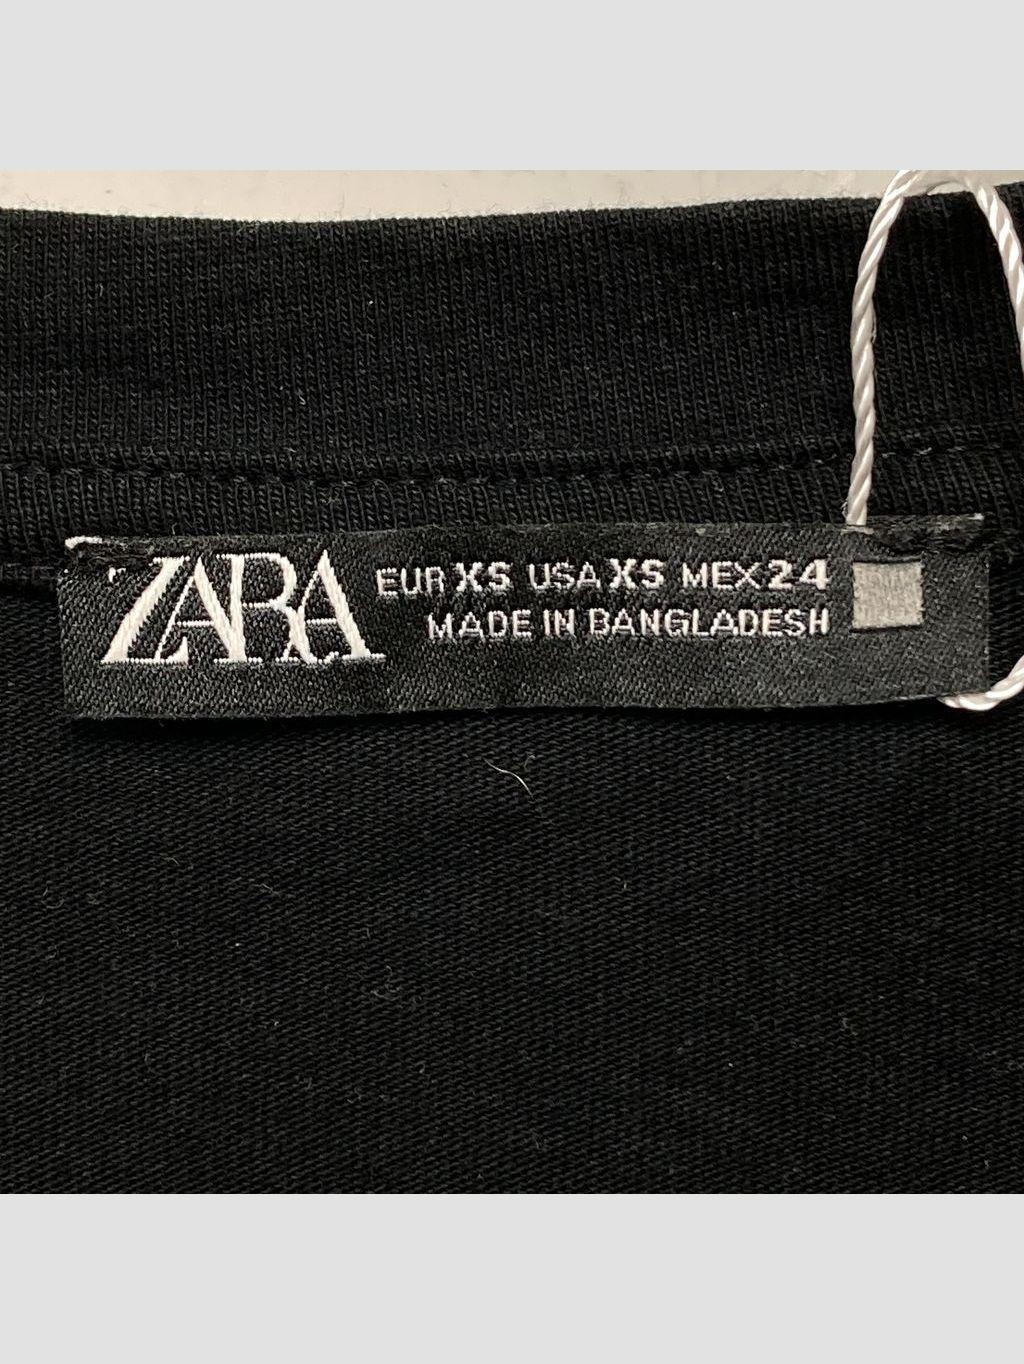 ZARA
EUR XS USA XS MEX 24
MADE IN BANGLADESH